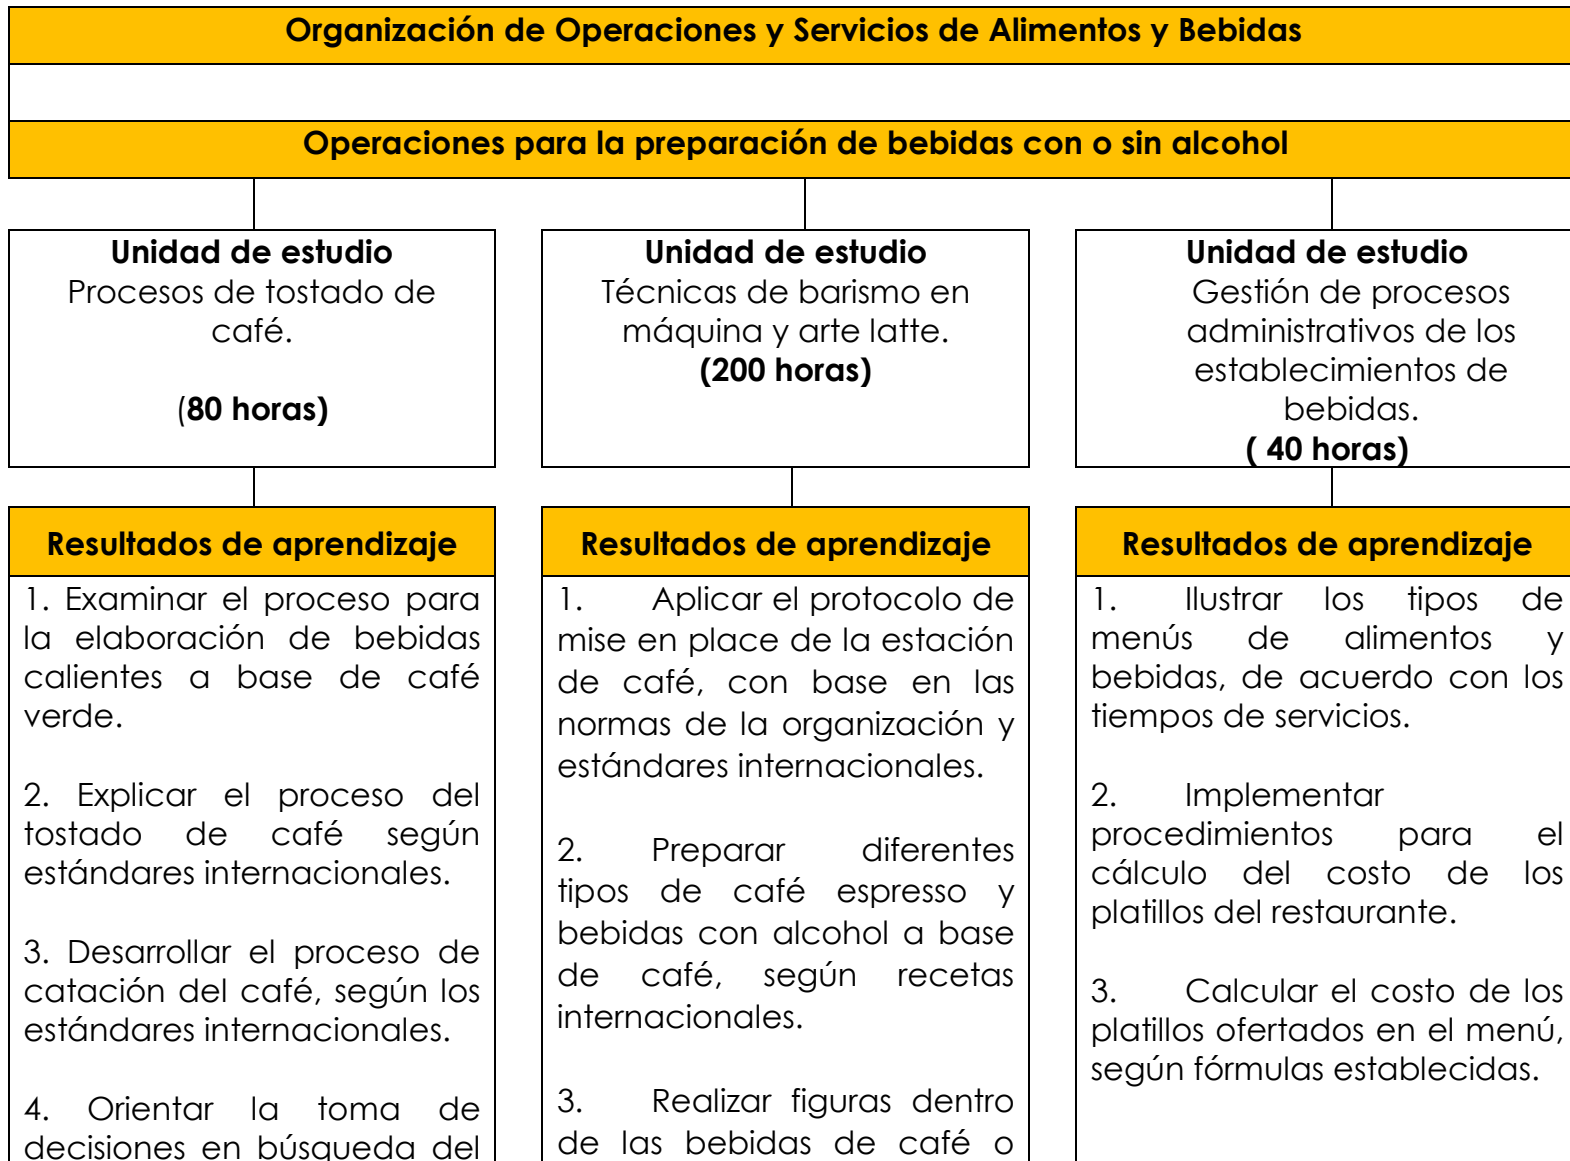 Organización de Operaciones y Servicios de Alimentos y Bebidas
Operaciones para la preparación de bebidas con o sin alcohol
Unidad de estudio
Procesos de tostado de
café.
(80 horas)
Resultados de aprendizaje
1. Examinar el proceso para
la elaboración de bebidas
calientes a base de café
verde.
2. Explicar el proceso del
tostado de café según
estándares internacionales.
3. Desarrollar el proceso de
catación del café, según los
estándares internacionales.
4. Orientar la toma de
decisiones en búsqueda del
Unidad de estudio
Técnicas de barismo en
máquina y arte latte.
(200 horas)
Resultados de aprendizaje
1. Aplicar el protocolo de
mise en place de la estación
de café, con base en las
normas de la organización y
estándares internacionales.
2. Preparar diferentes
tipos de café espresso y
bebidas con alcohol a base
de café, según recetas
internacionales.
3. Realizar figuras dentro
de las bebidas de café o
Unidad de estudio
Gestión de procesos
administrativos de los
establecimientos de
bebidas.
( 40 horas)
Resultados de aprendizaje
1. Ilustrar los tipos de
menús de alimentos y
bebidas, de acuerdo con los
tiempos de servicios.
2. Implementar
procedimientos para el
cálculo del costo de los
platillos del restaurante.
3. Calcular el costo de los
platillos ofertados en el menú,
según fórmulas establecidas.